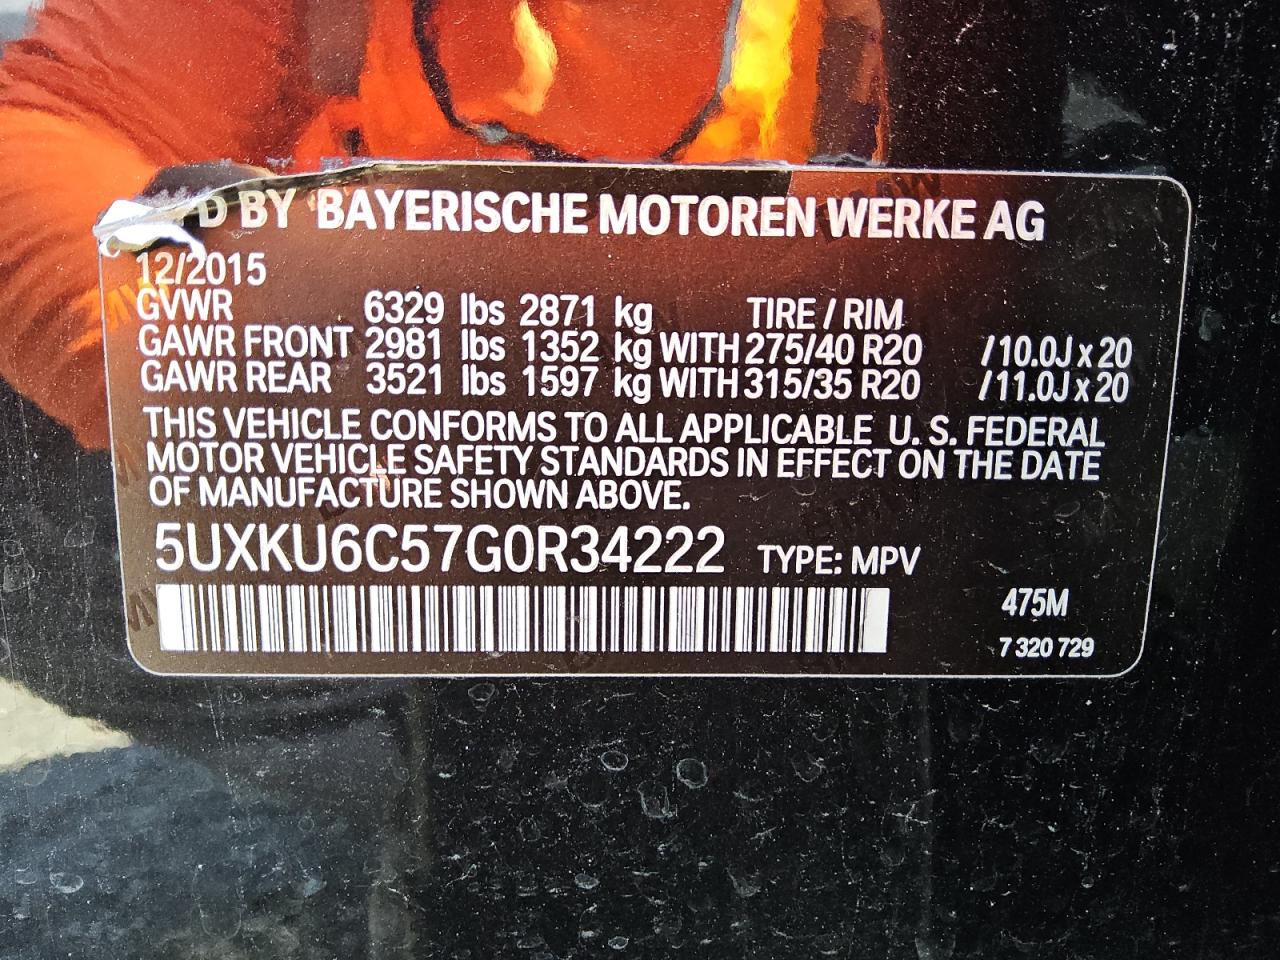 D BY BAYERISCHE MOTOREN WERKE AG
12/2015
GVWR 6329 lbs 2871 kg TIRE / RIM
GAWR FRONT 2981 lbs 1352 kg WITH 275/40 R20 / 10.0J x 20
GAWR REAR 3521 lbs 1597 kg WITH 315/35 R20 / 11.0J x 20
THIS VEHICLE CONFORMS TO ALL APPLICABLE U. S. FEDERAL
MOTOR VEHICLE SAFETY STANDARDS IN EFFECT ON THE DATE
OF MANUFACTURE SHOWN ABOVE.
5UXKU6C57G0R34222 TYPE: MPV
475M
7 320 729